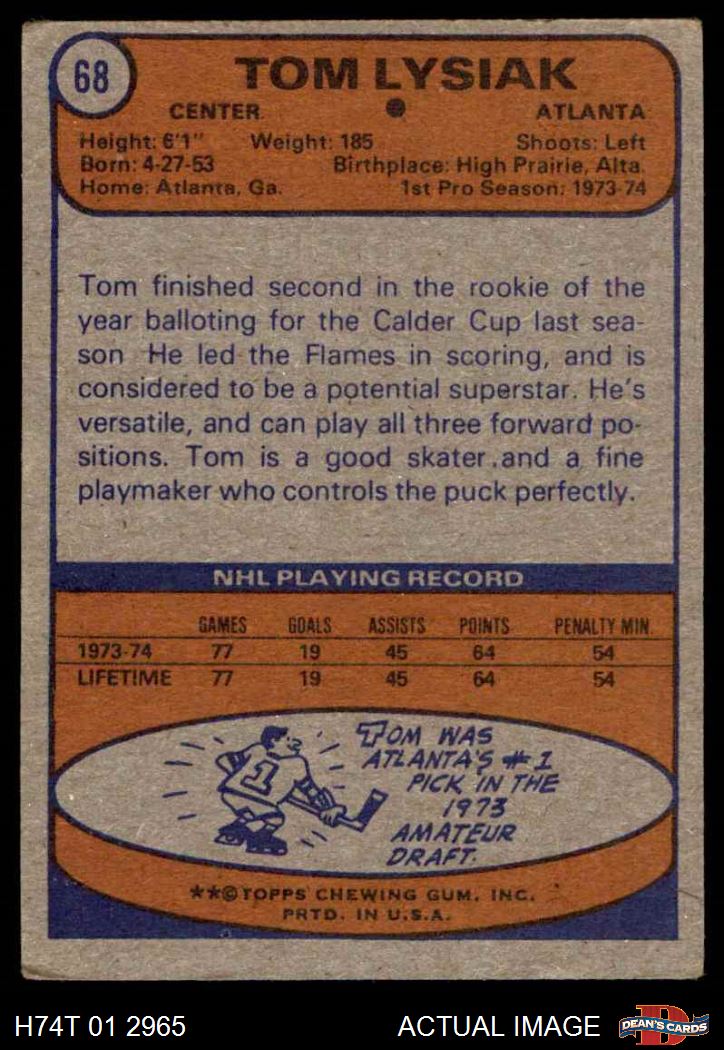 68
TOM LYSIAK
CENTER ATLANTA
Height: 6'1" Weight: 185 Shoots: Left
Born: 4-27-53 Birthplace: High Prairie, Alta.
Home: Atlanta, Ga. 1st Pro Season: 1973-74
Tom finished second in the rookie of the
year balloting for the Calder Cup last sea-
son He led the Flames in scoring, and is
considered to be a potential superstar. He's
versatile, and can play all three forward po-
sitions. Tom is a good skater and a fine
playmaker who controls the puck perfectly.
NHL PLAYING RECORD
GAMES GOALS ASSISTS POINTS PENALTY MIN.
1973-74 77 19 45 64 54
LIFETIME 77 19 45 64 54
1
TOM WAS
ATLANTA'S #1
PICK IN THE
1973
AMATEUR
DRAFT.
**©TOPPS CHEWING GUM, INC.
PRTD. IN U.S.A.
H74T 01 2965 ACTUAL IMAGE
D
DEAN'S CARDS